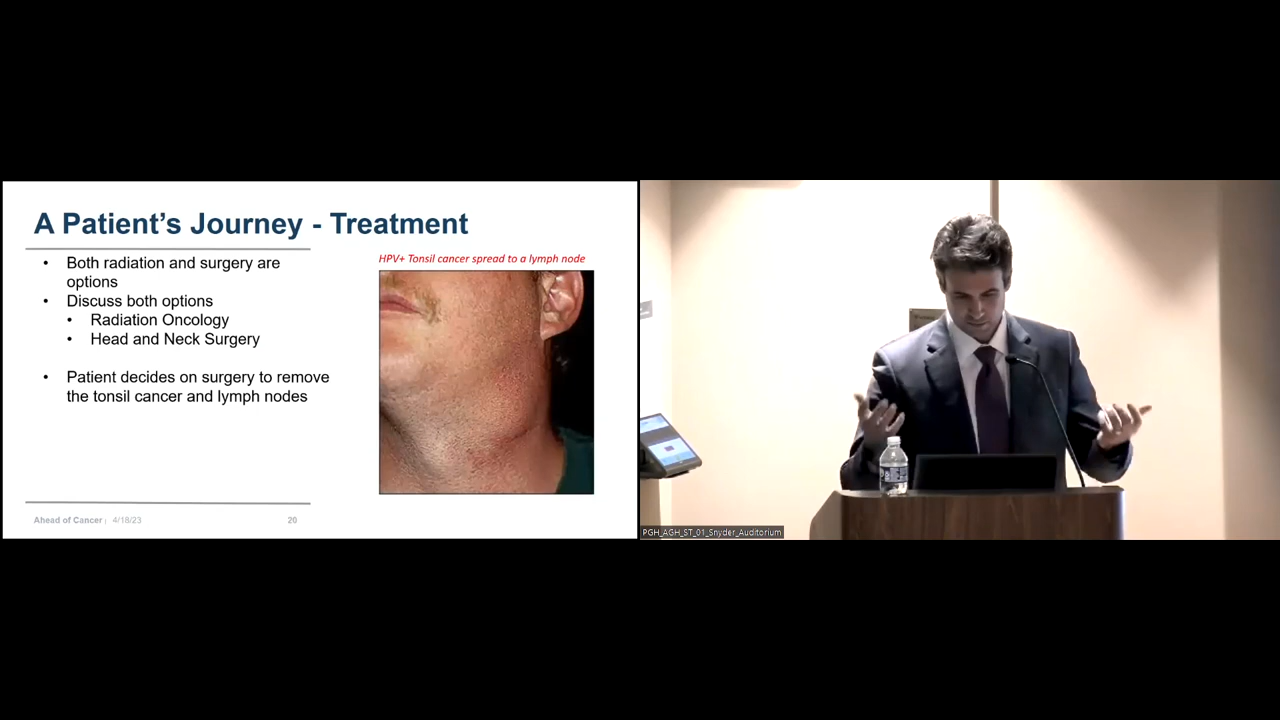 A Patient's Journey - Treatment
• Both radiation and surgery are
options
• Discuss both options
• Radiation Oncology
• Head and Neck Surgery
• Patient decides on surgery to remove
the tonsil cancer and lymph nodes
HPV+ Tonsil cancer spread to a lymph node
Ahead of Cancer | 4/18/23
20
PGH_AGH_ST_01_Snyder_Auditorium